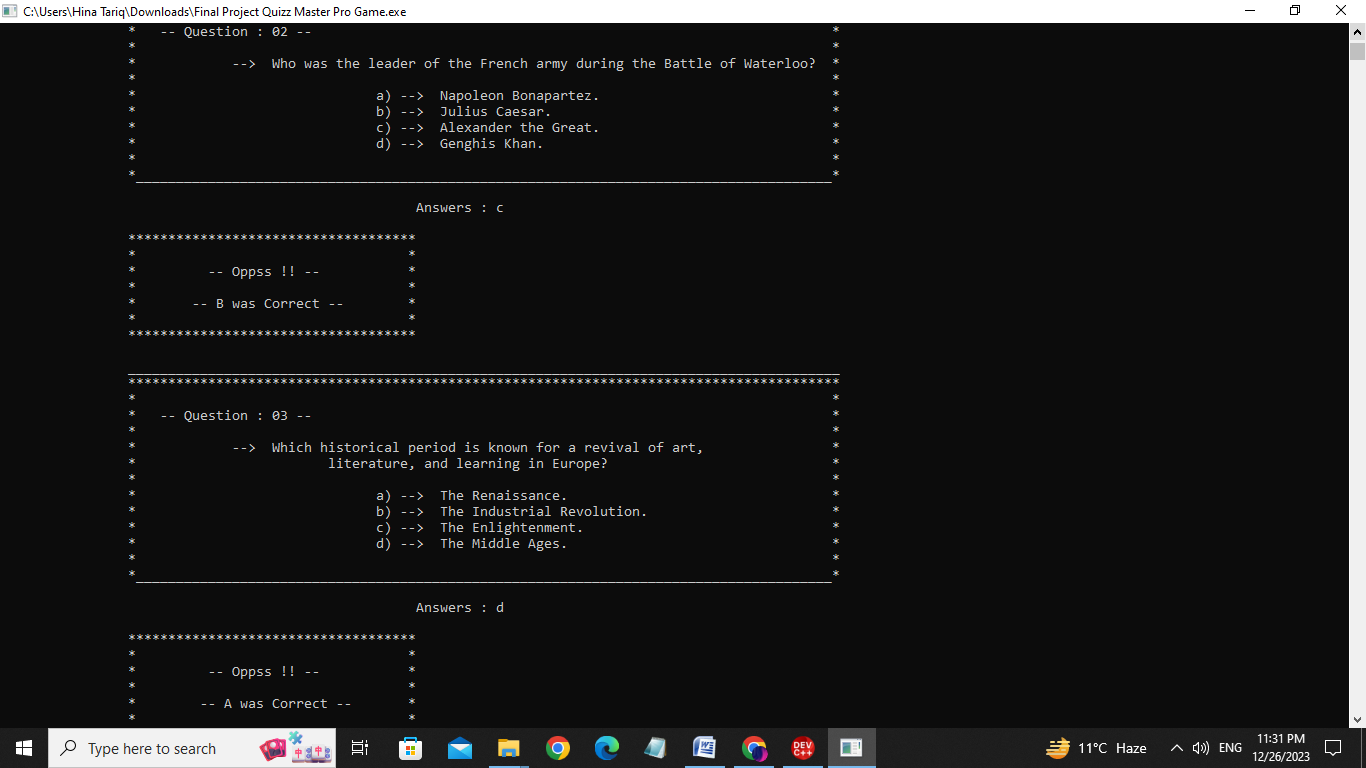 C:\Users\Hina Tariq\Downloads\Final Project Quizz Master Pro Game.exe
-- Question : 02 --
--> Who was the leader of the French army during the Battle of Waterloo?
a) --> Napoleon Bonapartez.
b) --> Julius Caesar.
c) --> Alexander the Great.
d) --> Genghis Khan.
Answers : c
-- Oppss !! --
-- B was Correct --
-- Question : 03 --
--> Which historical period is known for a revival of art,
literature, and learning in Europe?
a) --> The Renaissance.
b) --> The Industrial Revolution.
c) --> The Enlightenment.
d) --> The Middle Ages.
Answers : d
-- Oppss !! --
-- A was Correct --
Type here to search
DEV C++
11°C Haze
ENG
11:31 PM
12/26/2023